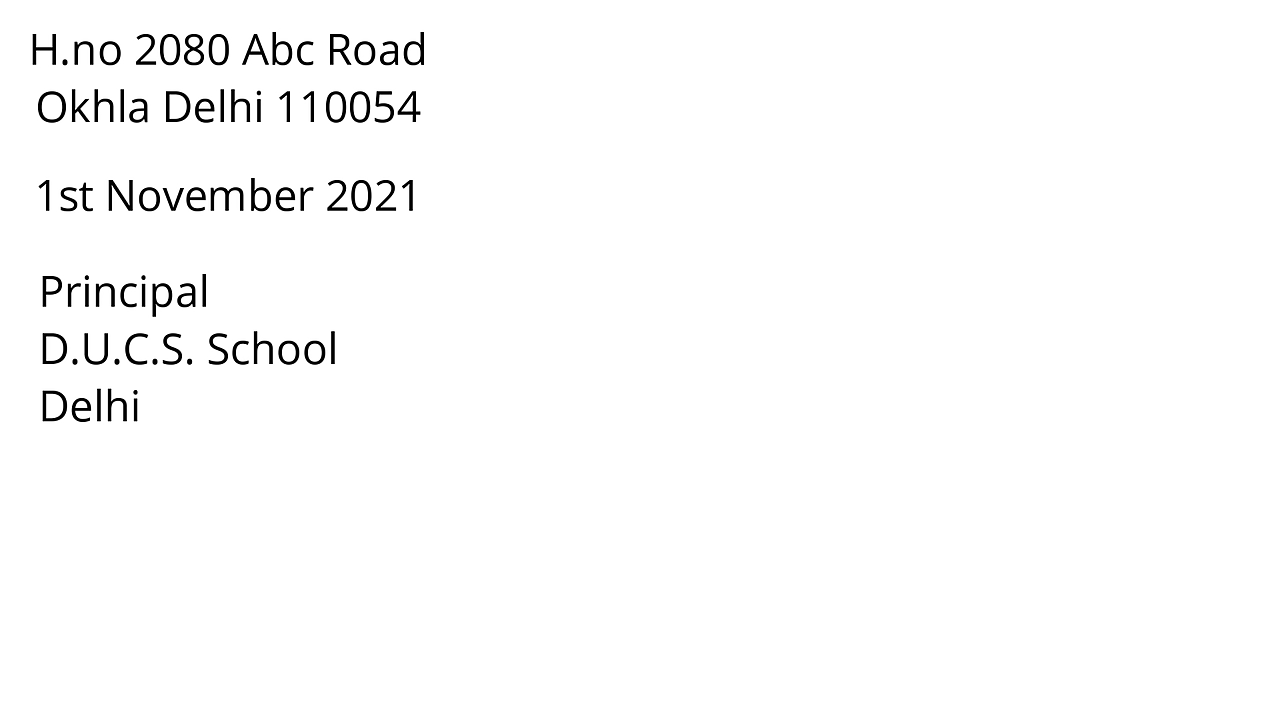 H.no 2080 Abc Road
Okhla Delhi 110054
1st November 2021
Principal
D.U.C.S. School
Delhi